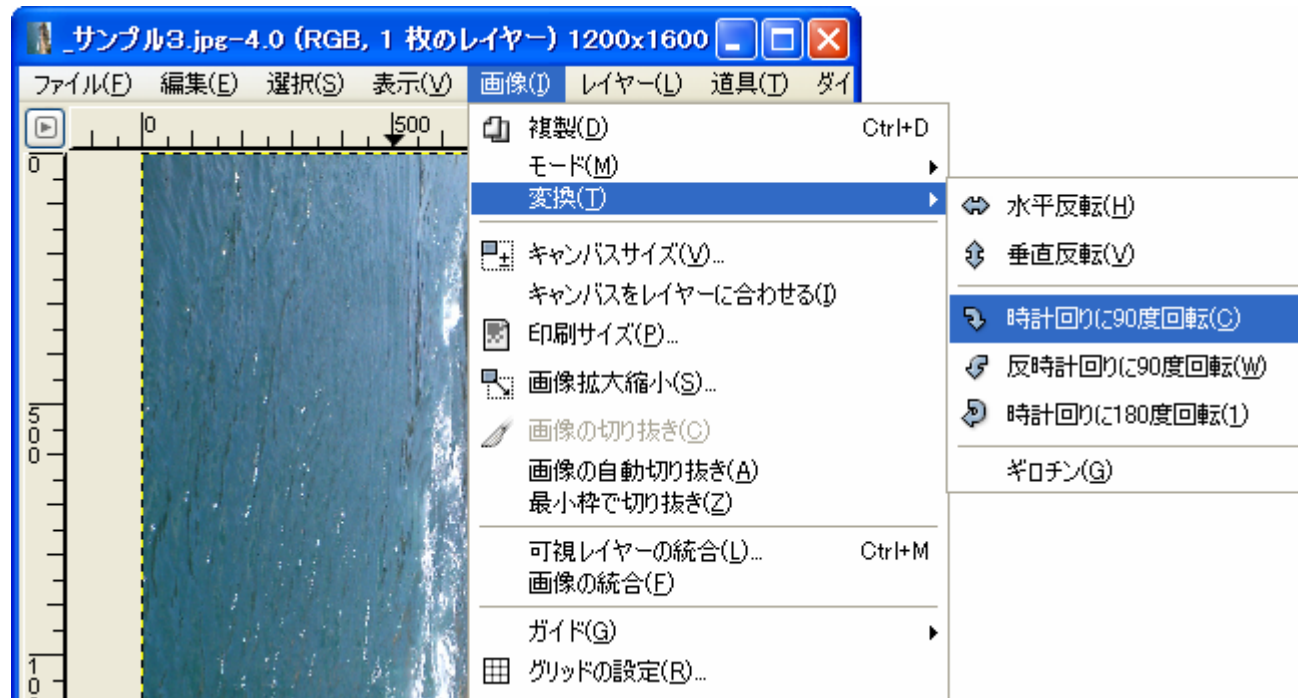 _サンプル3.jpg-4.0 (RGB, 1 枚のレイヤー) 1200x1600
ファイル(F) 編集(E) 選択(S) 表示(V) 画像(I) レイヤー(L) 道具(T) ダイ
0 500
複製(D) Ctrl+D
モード(M)
変換(T)
水平反転(H)
垂直反転(V)
時計回りに90度回転(C)
反時計回りに90度回転(W)
時計回りに180度回転(1)
ギロチン(G)
キャンバスサイズ(V)...
キャンバスをレイヤーに合わせる(I)
印刷サイズ(P)...
画像拡大縮小(S)...
画像の切り抜き(C)
画像の自動切り抜き(A)
最小枠で切り抜き(Z)
可視レイヤーの統合(L)... Ctrl+M
画像の統合(F)
ガイド(G)
グリッドの設定(R)...
0
500
10